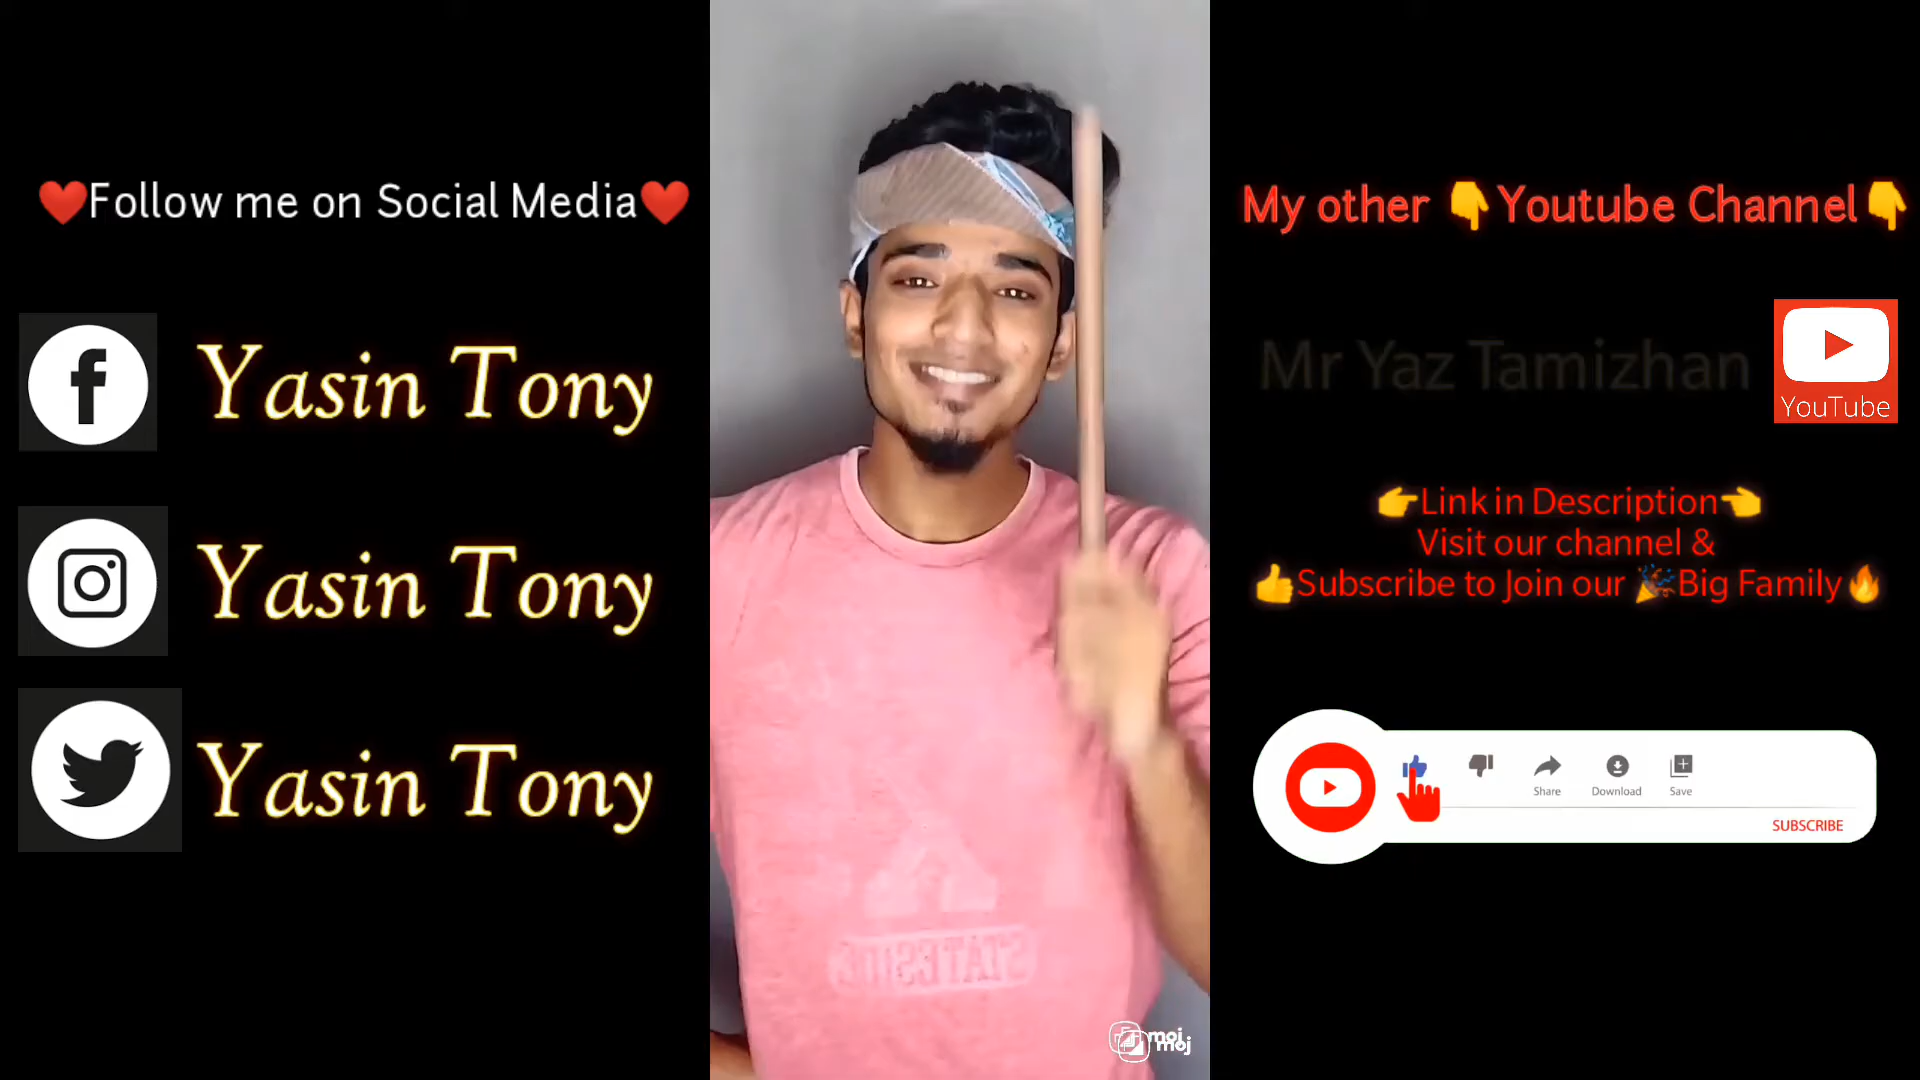 ❤️Follow me on Social Media❤️
Yasin Tony
Yasin Tony
Yasin Tony
My other 👇Youtube Channel👇
Mr Yaz Tamizhan
YouTube
👉Link in Description👈
Visit our channel &
👍Subscribe to Join our 🎉Big Family🔥
Share Download Save
SUBSCRIBE
moj
moj